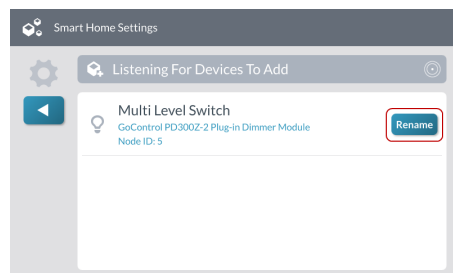 Smart Home Settings
Listening For Devices To Add
Multi Level Switch
GoControl PD300Z-2 Plug-in Dimmer Module
Node ID: 5
Rename